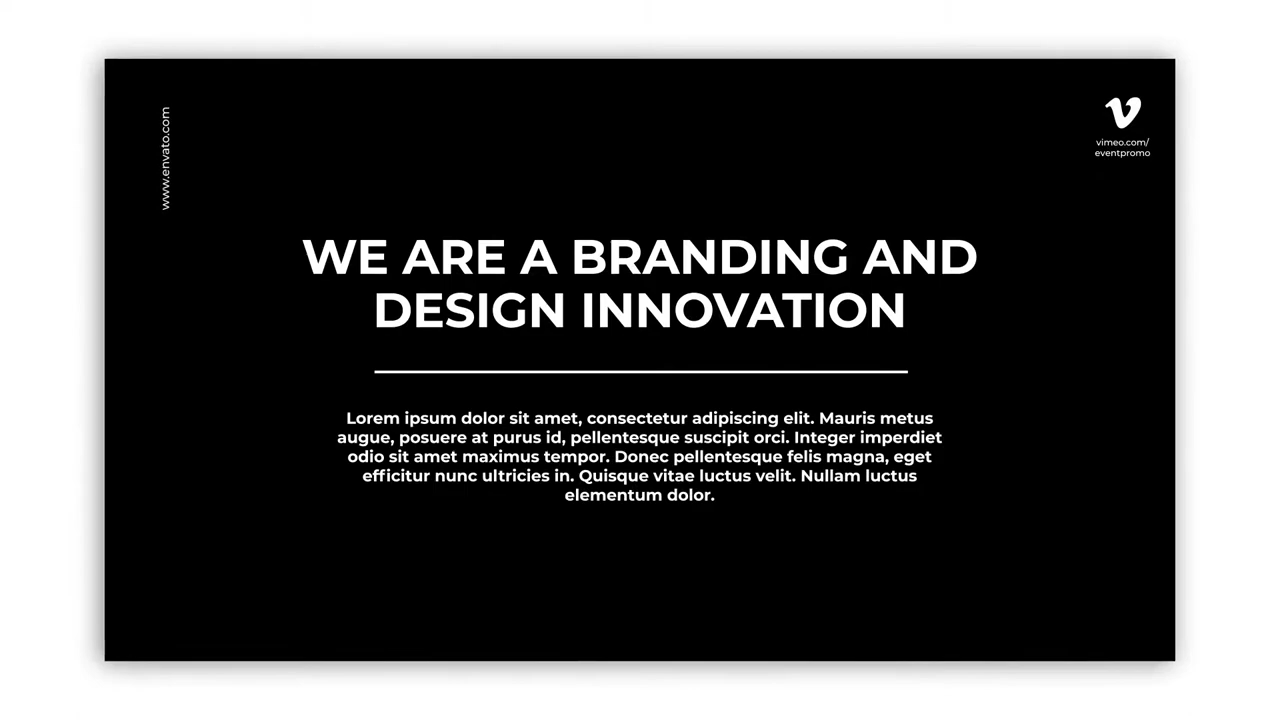 www.envato.com
vimeo.com/
eventpromo
WE ARE A BRANDING AND
DESIGN INNOVATION
Lorem ipsum dolor sit amet, consectetur adipiscing elit. Mauris metus
augue, posuere at purus id, pellentesque suscipit orci. Integer imperdiet
odio sit amet maximus tempor. Donec pellentesque felis magna, eget
efficitur nunc ultricies in. Quisque vitae luctus velit. Nullam luctus
elementum dolor.